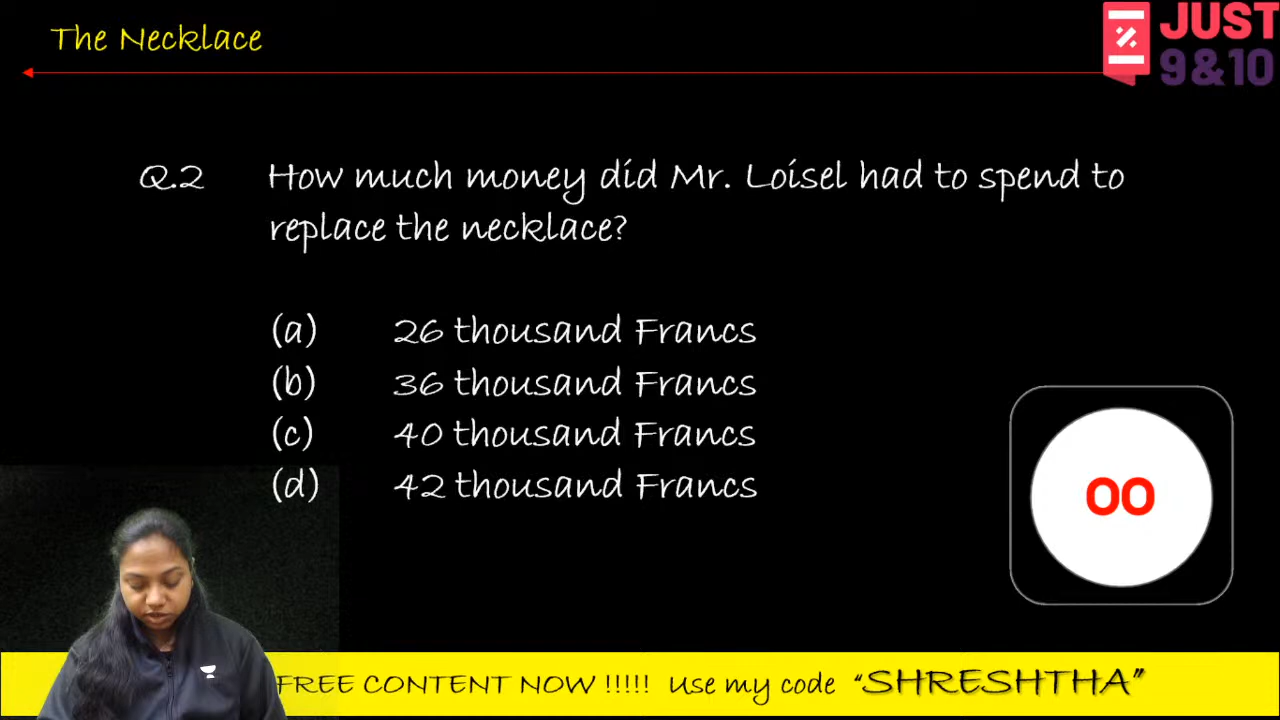 The Necklace
JUST
9 & 10
Q.2 How much money did Mr. Loisel had to spend to
replace the necklace?
(a) 26 thousand Francs
(b) 36 thousand Francs
(c) 40 thousand Francs
(d) 42 thousand Francs
00
FREE CONTENT NOW !!!!! Use my code "SHRESHTHA"